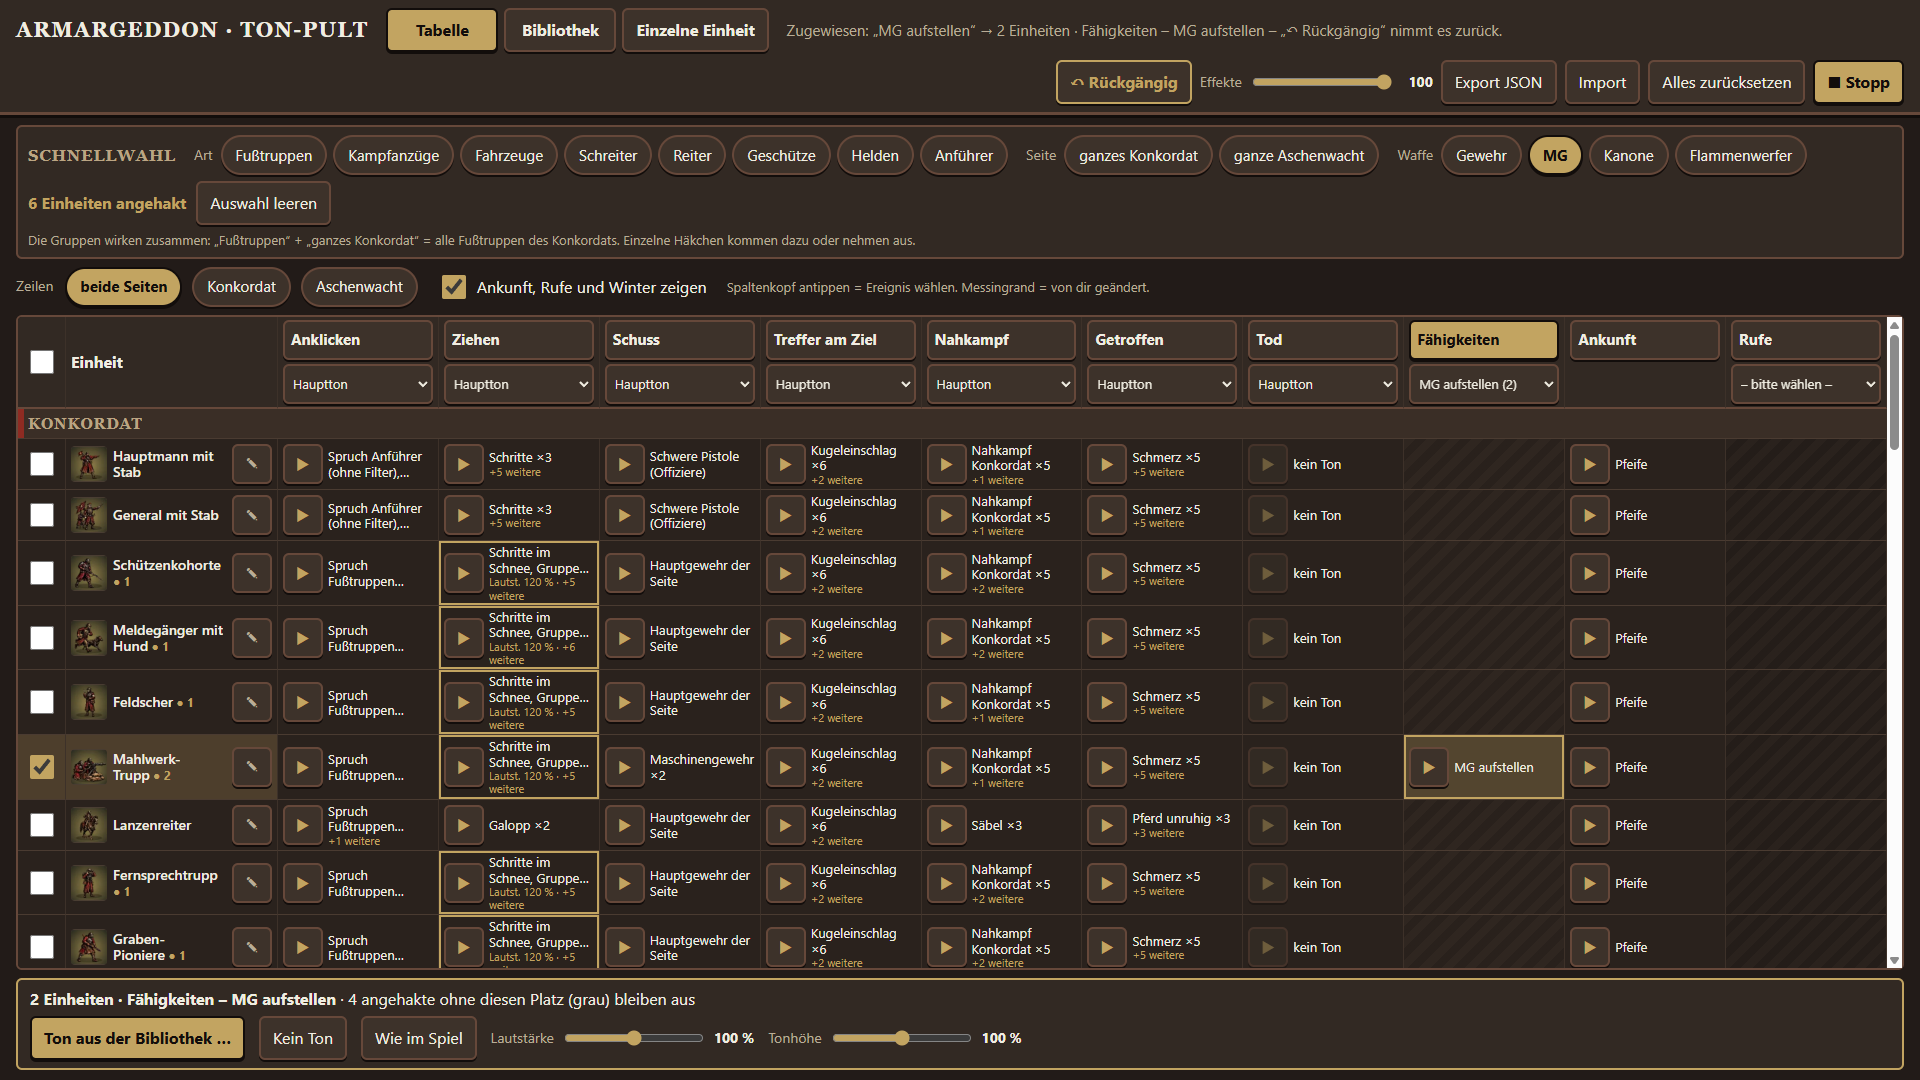 ARMARGEDDON · TON-PULT
Tabelle
Bibliothek
Einzelne Einheit
Zugewiesen: „MG aufstellen“ → 2 Einheiten · Fähigkeiten – MG aufstellen – „↶ Rückgängig“ nimmt es zurück.
↶ Rückgängig
Effekte
100
Export JSON
Import
Alles zurücksetzen
■ Stopp
SCHNELLWAHL
Art
Fußtruppen
Kampfanzüge
Fahrzeuge
Schreiter
Reiter
Geschütze
Helden
Anführer
Seite
ganzes Konkordat
ganze Aschenwacht
Waffe
Gewehr
MG
Kanone
Flammenwerfer
6 Einheiten angehakt
Auswahl leeren
Die Gruppen wirken zusammen: „Fußtruppen“ + „ganzes Konkordat“ = alle Fußtruppen des Konkordats. Einzelne Häkchen kommen dazu oder nehmen aus.
Zeilen
beide Seiten
Konkordat
Aschenwacht
Ankunft, Rufe und Winter zeigen
Spaltenkopf antippen = Ereignis wählen. Messingrand = von dir geändert.
Einheit
Anklicken
Ziehen
Schuss
Treffer am Ziel
Nahkampf
Getroffen
Tod
Fähigkeiten
Ankunft
Rufe
Hauptton
Hauptton
Hauptton
Hauptton
Hauptton
Hauptton
Hauptton
MG aufstellen (2)
– bitte wählen –
KONKORDAT
Hauptmann mit
Stab
Spruch Anführer
(ohne Filter),...
Schritte ×3
+5 weitere
Schwere Pistole
(Offiziere)
Kugeleinschlag
×6
+2 weitere
Nahkampf
Konkordat ×5
+1 weitere
Schmerz ×5
+5 weitere
kein Ton
Pfeife
General mit Stab
Spruch Anführer
(ohne Filter),...
Schritte ×3
+5 weitere
Schwere Pistole
(Offiziere)
Kugeleinschlag
×6
+2 weitere
Nahkampf
Konkordat ×5
+1 weitere
Schmerz ×5
+5 weitere
kein Ton
Pfeife
Schützenkohorte
● 1
Spruch
Fußtruppen...
Schritte im
Schnee, Gruppe...
Lautst. 120 % · +5
weitere
Hauptgewehr der
Seite
Kugeleinschlag
×6
+2 weitere
Nahkampf
Konkordat ×5
+2 weitere
Schmerz ×5
+5 weitere
kein Ton
Pfeife
Meldegänger mit
Hund ● 1
Spruch
Fußtruppen...
Schritte im
Schnee, Gruppe...
Lautst. 120 % · +6
weitere
Hauptgewehr der
Seite
Kugeleinschlag
×6
+2 weitere
Nahkampf
Konkordat ×5
+2 weitere
Schmerz ×5
+5 weitere
kein Ton
Pfeife
Feldscher ● 1
Spruch
Fußtruppen...
Schritte im
Schnee, Gruppe...
Lautst. 120 % · +5
weitere
Hauptgewehr der
Seite
Kugeleinschlag
×6
+2 weitere
Nahkampf
Konkordat ×5
+1 weitere
Schmerz ×5
+5 weitere
kein Ton
Pfeife
Mahlwerk-
Trupp ● 2
Spruch
Fußtruppen...
Schritte im
Schnee, Gruppe...
Lautst. 120 % · +5
weitere
Maschinengewehr
×2
Kugeleinschlag
×6
+2 weitere
Nahkampf
Konkordat ×5
+1 weitere
Schmerz ×5
+5 weitere
kein Ton
MG aufstellen
Pfeife
Lanzenreiter
Spruch
Fußtruppen...
+1 weitere
Galopp ×2
Hauptgewehr der
Seite
Kugeleinschlag
×6
+2 weitere
Säbel ×3
Pferd unruhig ×3
+3 weitere
kein Ton
Pfeife
Fernsprechtrupp
● 1
Spruch
Fußtruppen...
Schritte im
Schnee, Gruppe...
Lautst. 120 % · +5
weitere
Hauptgewehr der
Seite
Kugeleinschlag
×6
+2 weitere
Nahkampf
Konkordat ×5
+2 weitere
Schmerz ×5
+5 weitere
kein Ton
Pfeife
Graben-
Pioniere ● 1
Spruch
Fußtruppen...
Schritte im
Schnee, Gruppe...
Lautst. 120 % · +5
Hauptgewehr der
Seite
Kugeleinschlag
×6
+2 weitere
Nahkampf
Konkordat ×5
+2 weitere
Schmerz ×5
+5 weitere
kein Ton
Pfeife
2 Einheiten · Fähigkeiten – MG aufstellen · 4 angehakte ohne diesen Platz (grau) bleiben aus
Ton aus der Bibliothek ...
Kein Ton
Wie im Spiel
Lautstärke
100 %
Tonhöhe
100 %